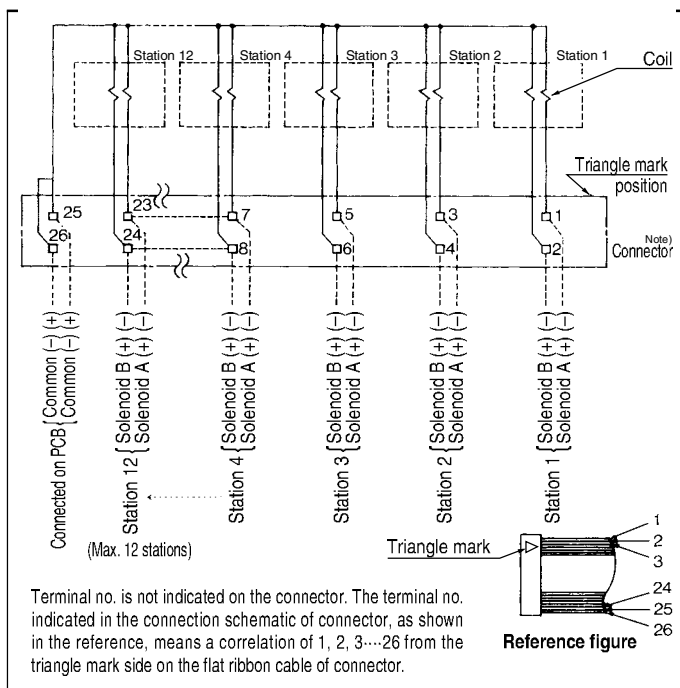 Station 12
Station 4
Station 3
Station 2
Station 1
Coil
Triangle mark
position
25
23
7
5
3
1
26
24
8
6
4
2
Note)
Connector
Connected on PCB
Common (−) (+)
Common (−) (+)
Station 12
Solenoid B (+) (−)
Solenoid A (+) (−)
Station 4
Solenoid B (+) (−)
Solenoid A (+) (−)
Station 3
Solenoid B (+) (−)
Solenoid A (+) (−)
Station 2
Solenoid B (+) (−)
Solenoid A (+) (−)
Station 1
Solenoid B (+) (−)
Solenoid A (+) (−)
(Max. 12 stations)
Triangle mark
1
2
3
24
25
26
Reference figure
Terminal no. is not indicated on the connector. The terminal no.
indicated in the connection schematic of connector, as shown
in the reference, means a correlation of 1, 2, 3····26 from the
triangle mark side on the flat ribbon cable of connector.